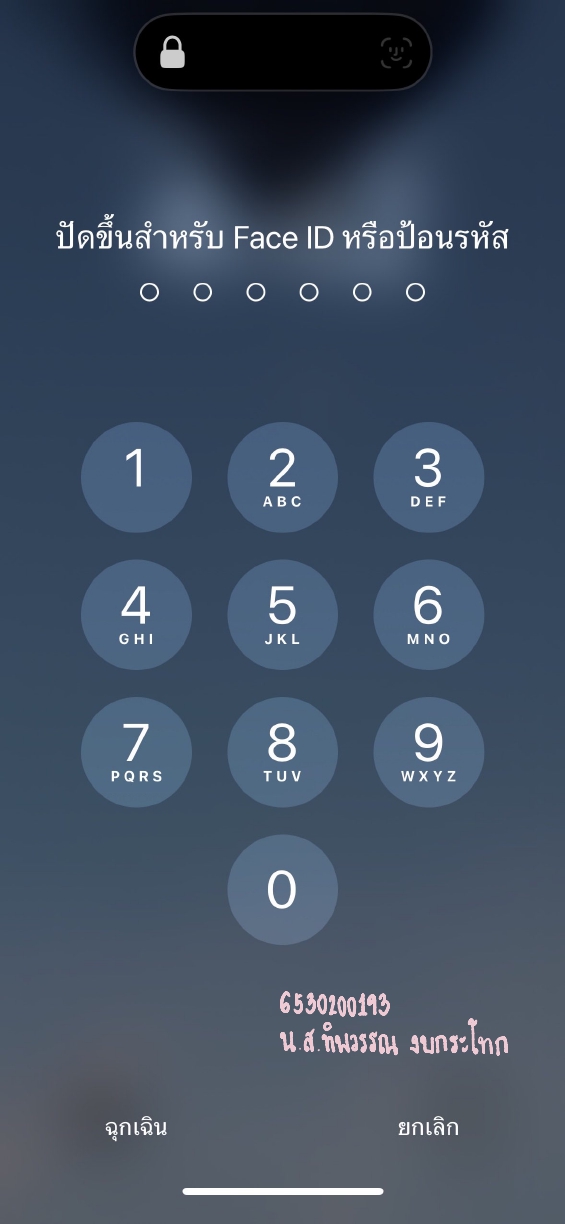 ปัดขึ้นสำหรับ Face ID หรือป้อนรหัส
1
2
ABC
3
DEF
4
GHI
5
JKL
6
MNO
7
PQRS
8
TUV
9
WXYZ
0
6530200193
น.ส.ทิพวรรณ งบกระโทก
ฉุกเฉิน ยกเลิก